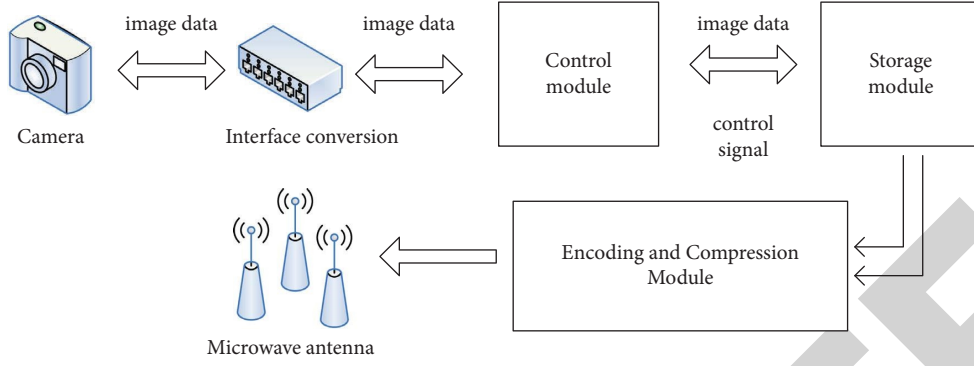 image data
image data
image data
Control
module
Storage
module
Camera
Interface conversion
control
signal
Encoding and Compression
Module
Microwave antenna